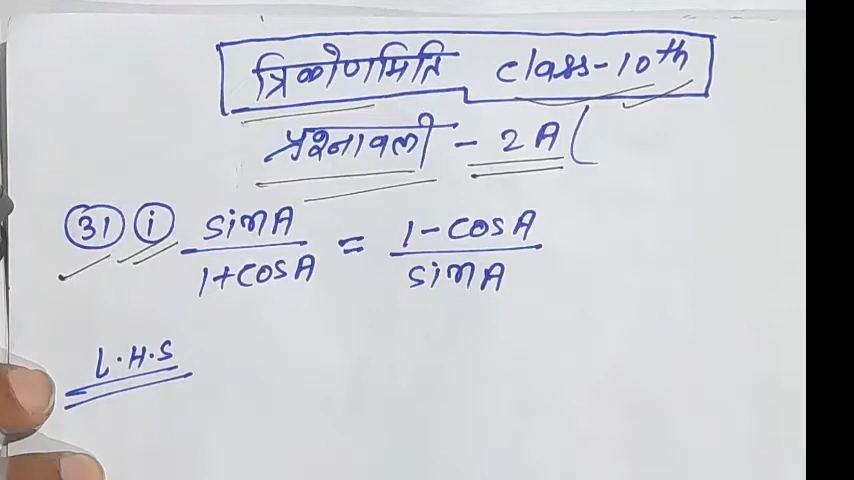 त्रिकोणमिति class-10th
प्रश्नावली - 2A(
31 i sinA/1+cosA = 1-cosA/sinA
L.H.S